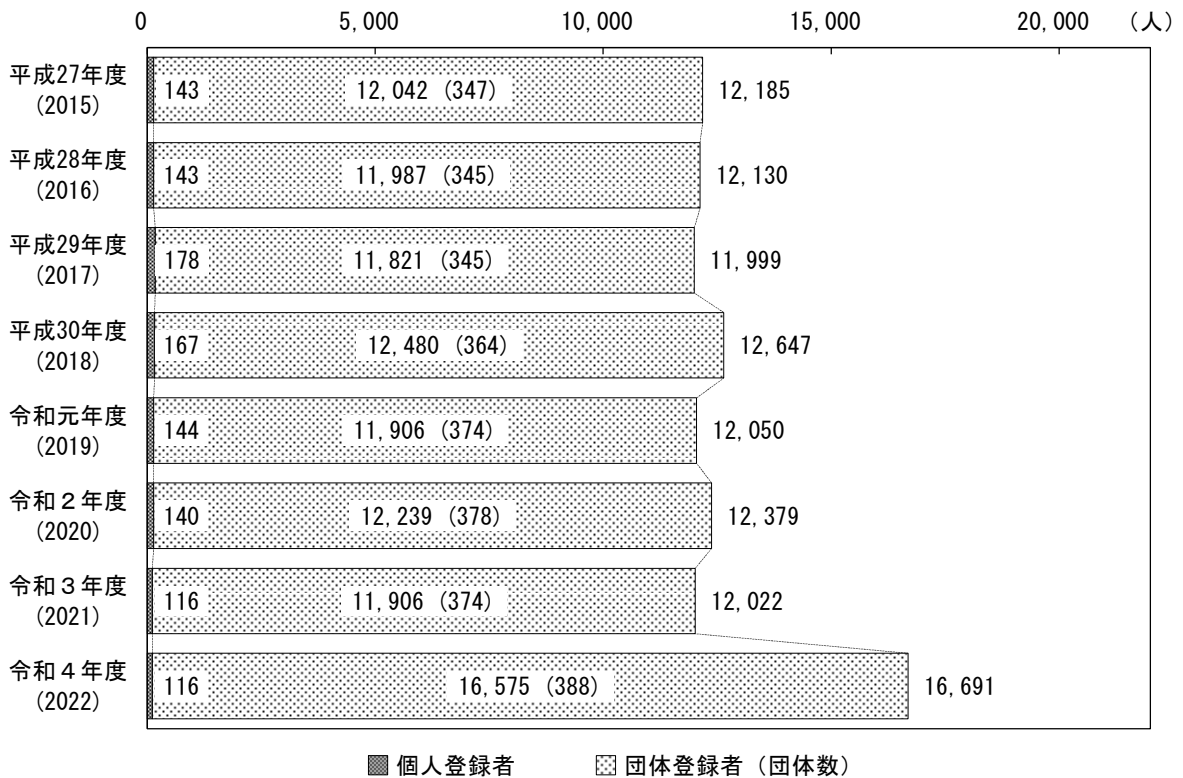 0 5,000 10,000 15,000 20,000 （人）
平成27年度
(2015)
143 12,042（347） 12,185
平成28年度
(2016)
143 11,987（345） 12,130
平成29年度
(2017)
178 11,821（345） 11,999
平成30年度
(2018)
167 12,480（364） 12,647
令和元年度
(2019)
144 11,906（374） 12,050
令和２年度
(2020)
140 12,239（378） 12,379
令和３年度
(2021)
116 11,906（374） 12,022
令和４年度
(2022)
116 16,575（388） 16,691
個人登録者 団体登録者（団体数）